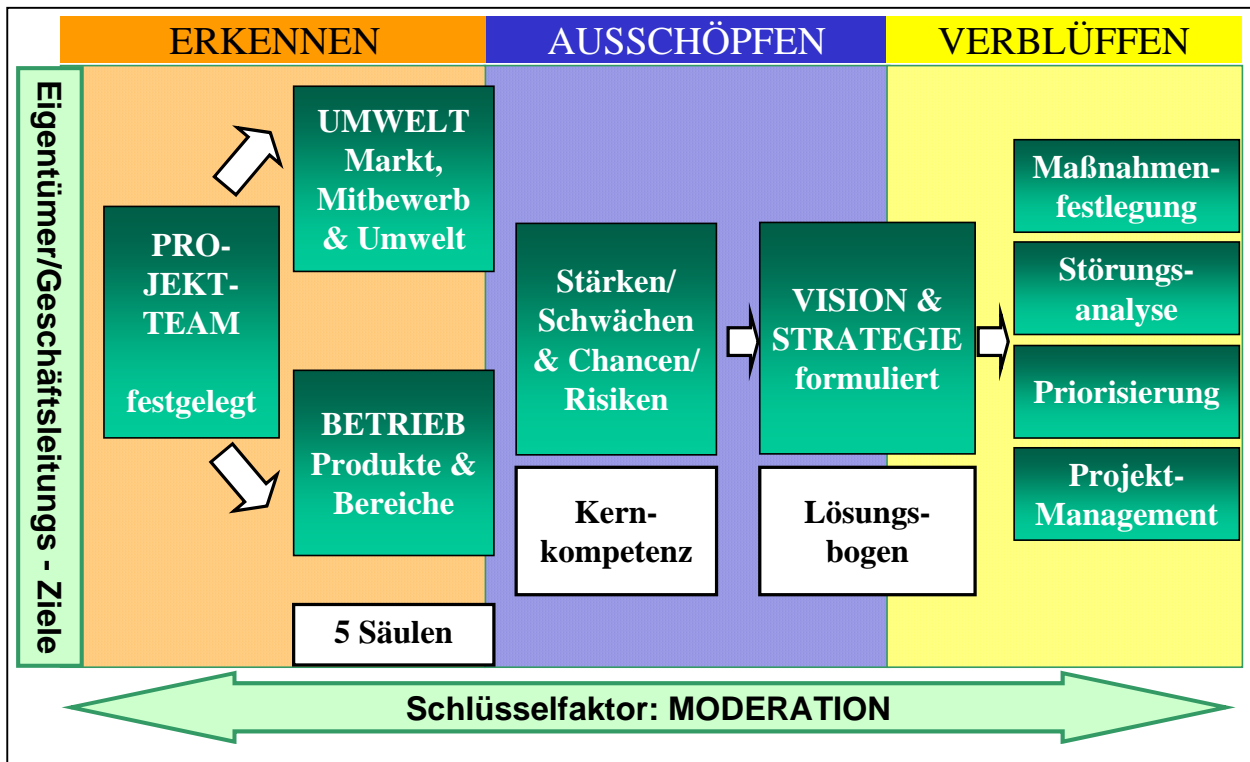 ERKENNEN
AUSSCHÖPFEN
VERBLÜFFEN
Eigentümer/Geschäftsleitungs - Ziele
PRO-
JEKT-
TEAM
festgelegt
UMWELT
Markt,
Mitbewerb
& Umwelt
BETRIEB
Produkte &
Bereiche
5 Säulen
Stärken/
Schwächen
& Chancen/
Risiken
Kern-
kompetenz
VISION &
STRATEGIE
formuliert
Lösungs-
bogen
Maßnahmen-
festlegung
Störungs-
analyse
Priorisierung
Projekt-
Management
Schlüsselfaktor: MODERATION